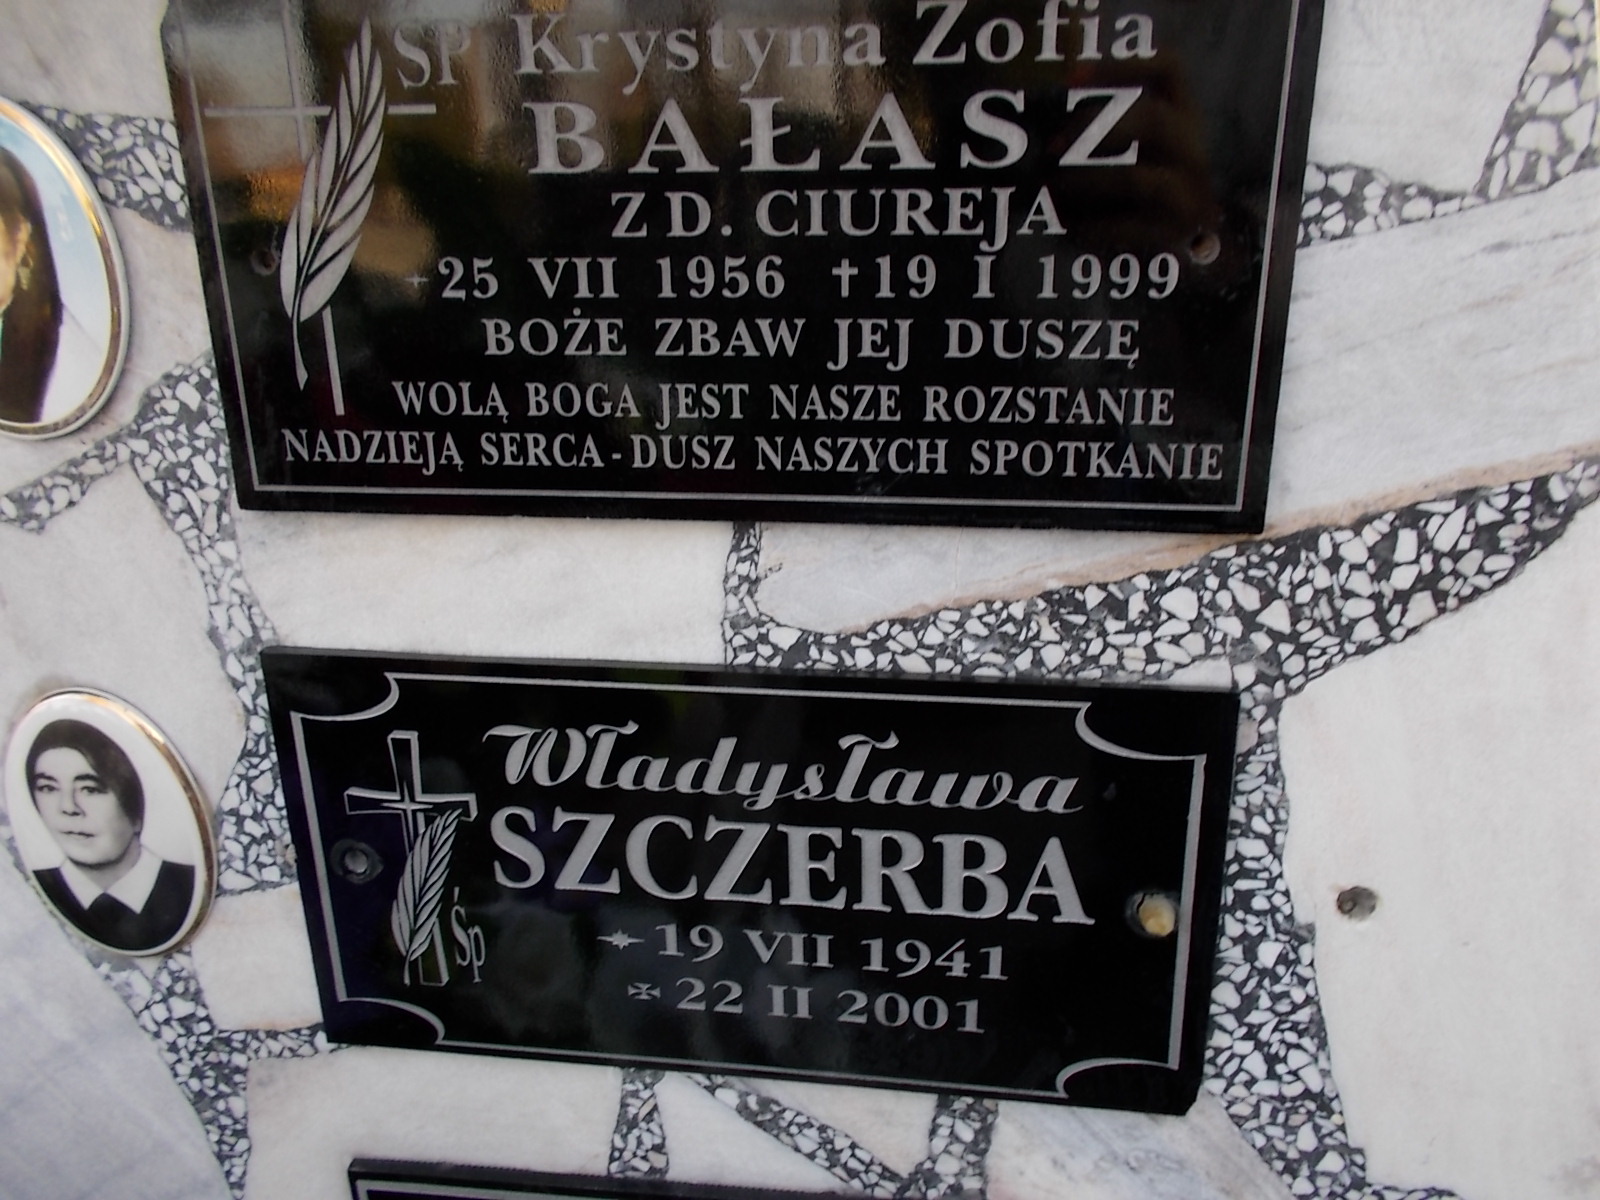 ŚP Krystyna Zofia
BAŁASZ
Z D. CIUREJA
25 VII 1956 †19 I 1999
BOŻE ZBAW JEJ DUSZĘ
WOLĄ BOGA JEST NASZE ROZSTANIE
NADZIEJĄ SERCA - DUSZ NASZYCH SPOTKANIE
Władysława
SZCZERBA
Śp
19 VII 1941
22 II 2001